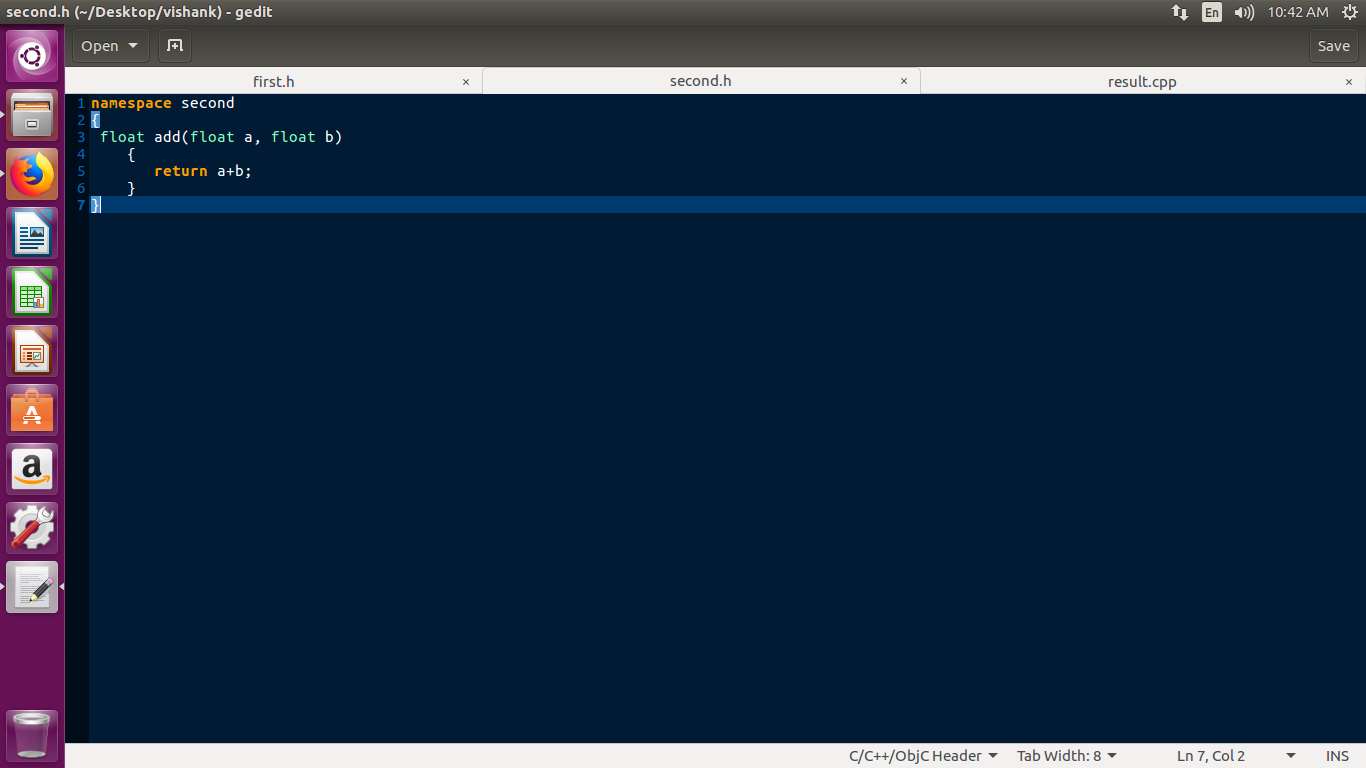 second.h (~/Desktop/vishank) - gedit
En
10:42 AM
Open
Save
first.h ×
second.h ×
result.cpp ×
1 namespace second
2 {
3  float add(float a, float b)
4     {
5        return a+b;
6     }
7 }
A
a
C/C++/ObjC Header
Tab Width: 8
Ln 7, Col 2
INS